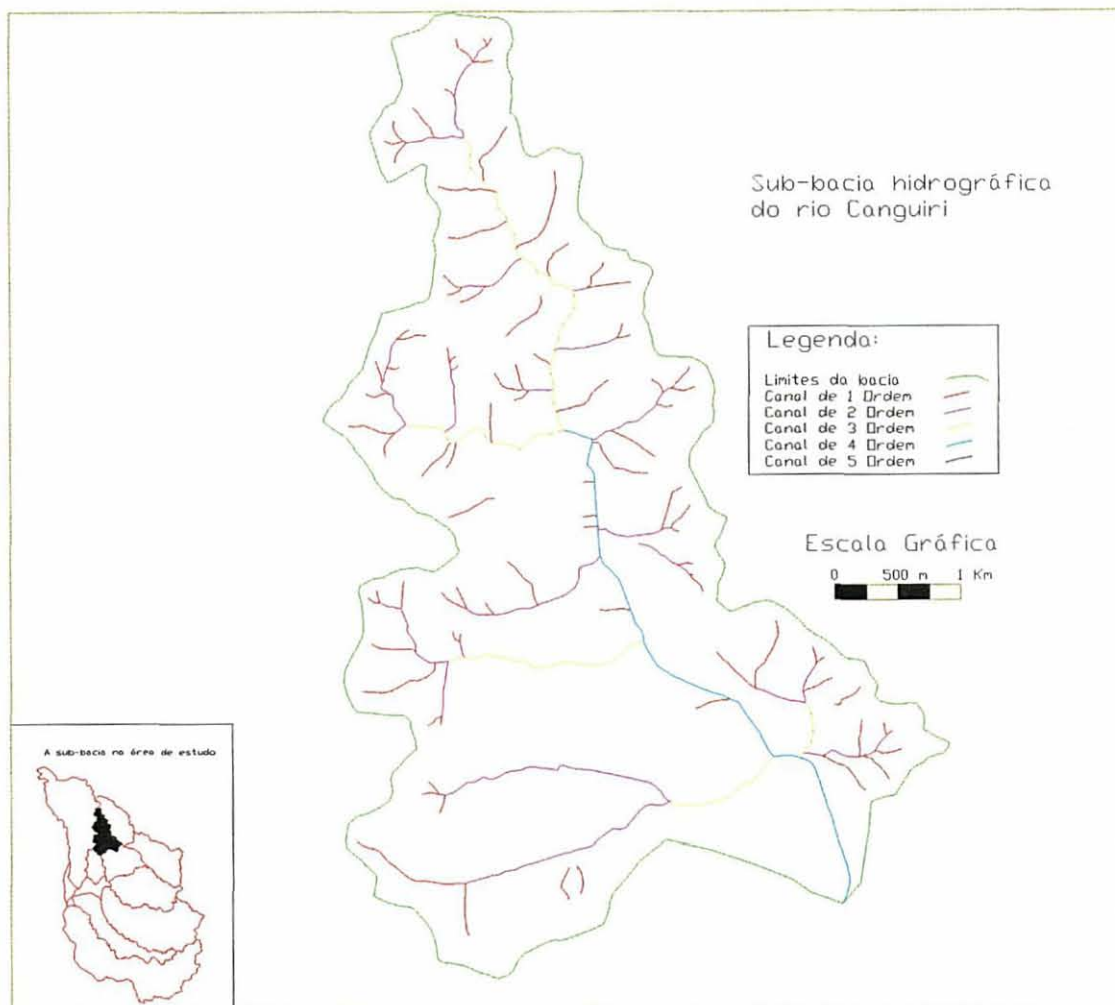 Sub-bacia hidrográfica
do rio Canguiri
Legenda:
Limites da bacia
Canal de 1 Ordem
Canal de 2 Ordem
Canal de 3 Ordem
Canal de 4 Ordem
Canal de 5 Ordem
Escala Gráfica
0 500 m 1 Km
A sub-bacia na área de estudo